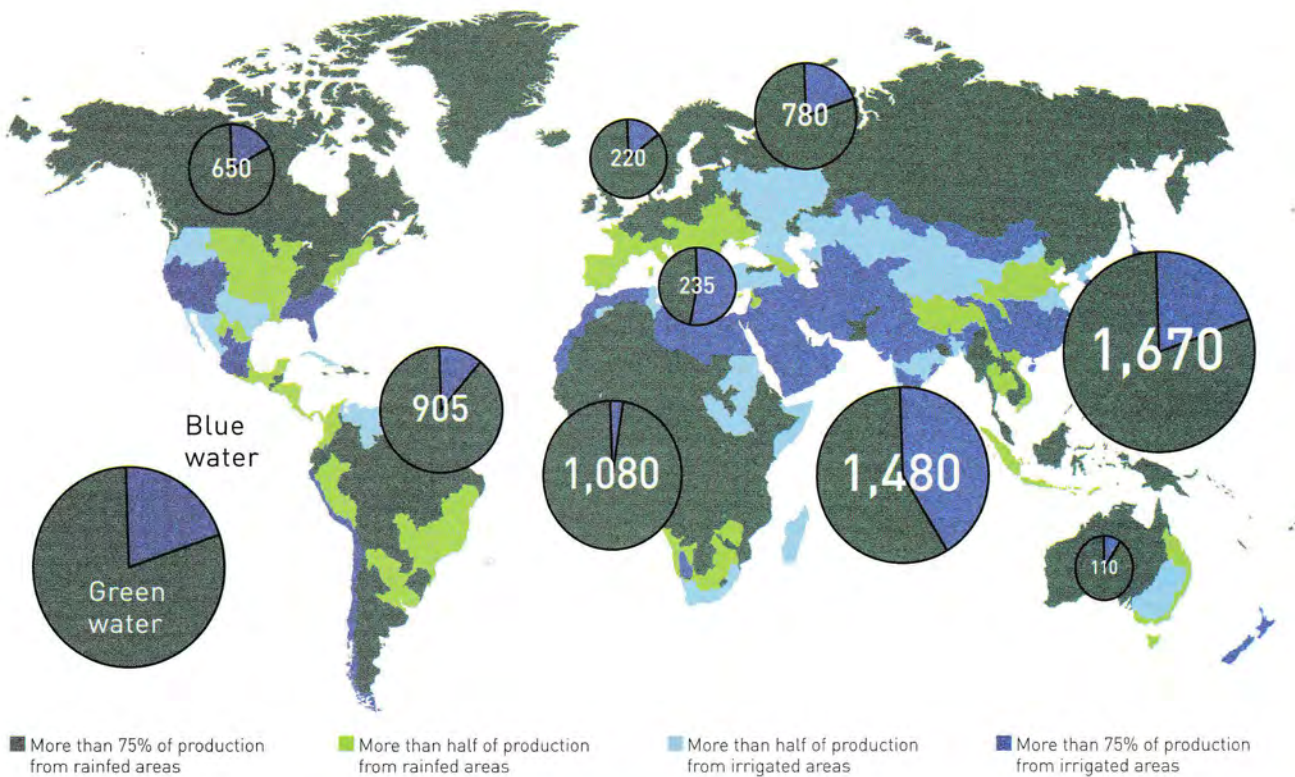 780
220
650
235
1,670
905
Blue
water
1,080
1,480
110
Green
water
More than 75% of production
from rainfed areas
More than half of production
from rainfed areas
More than half of production
from irrigated areas
More than 75% of production
from irrigated areas